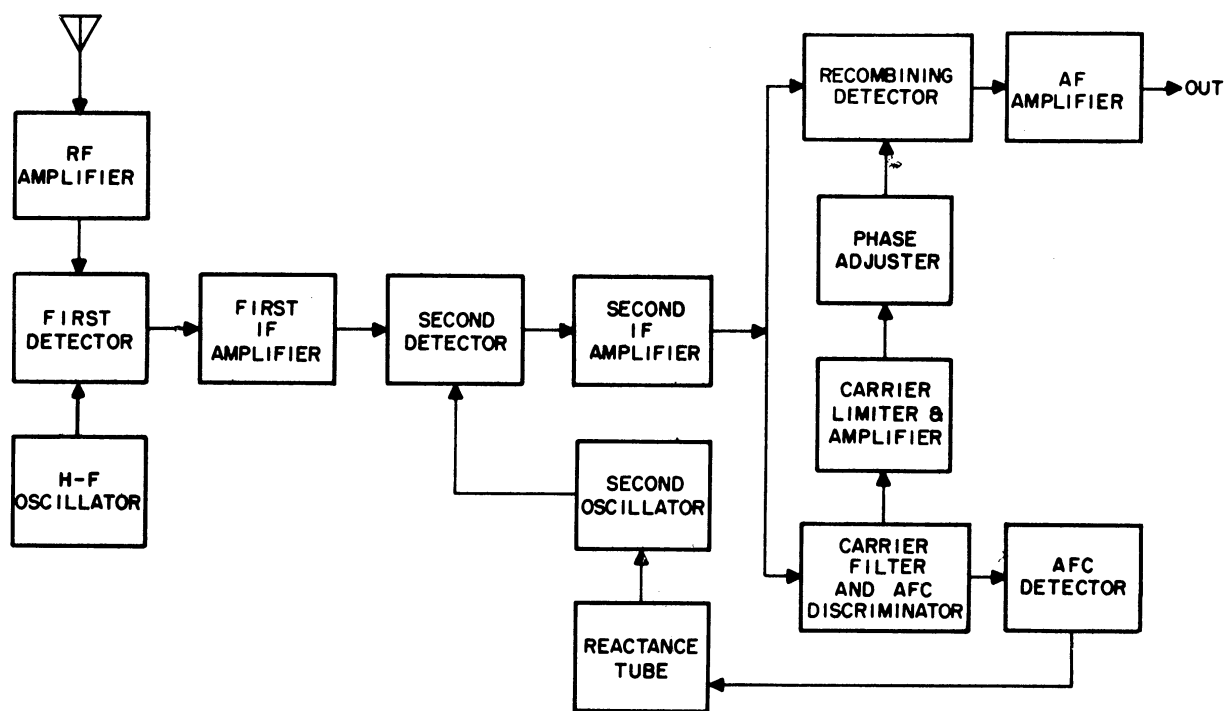 RF
AMPLIFIER
FIRST
DETECTOR
H-F
OSCILLATOR
FIRST
IF
AMPLIFIER
SECOND
DETECTOR
SECOND
IF
AMPLIFIER
SECOND
OSCILLATOR
REACTANCE
TUBE
RECOMBINING
DETECTOR
AF
AMPLIFIER
OUT
PHASE
ADJUSTER
CARRIER
LIMITER &
AMPLIFIER
CARRIER
FILTER
AND AFC
DISCRIMINATOR
AFC
DETECTOR